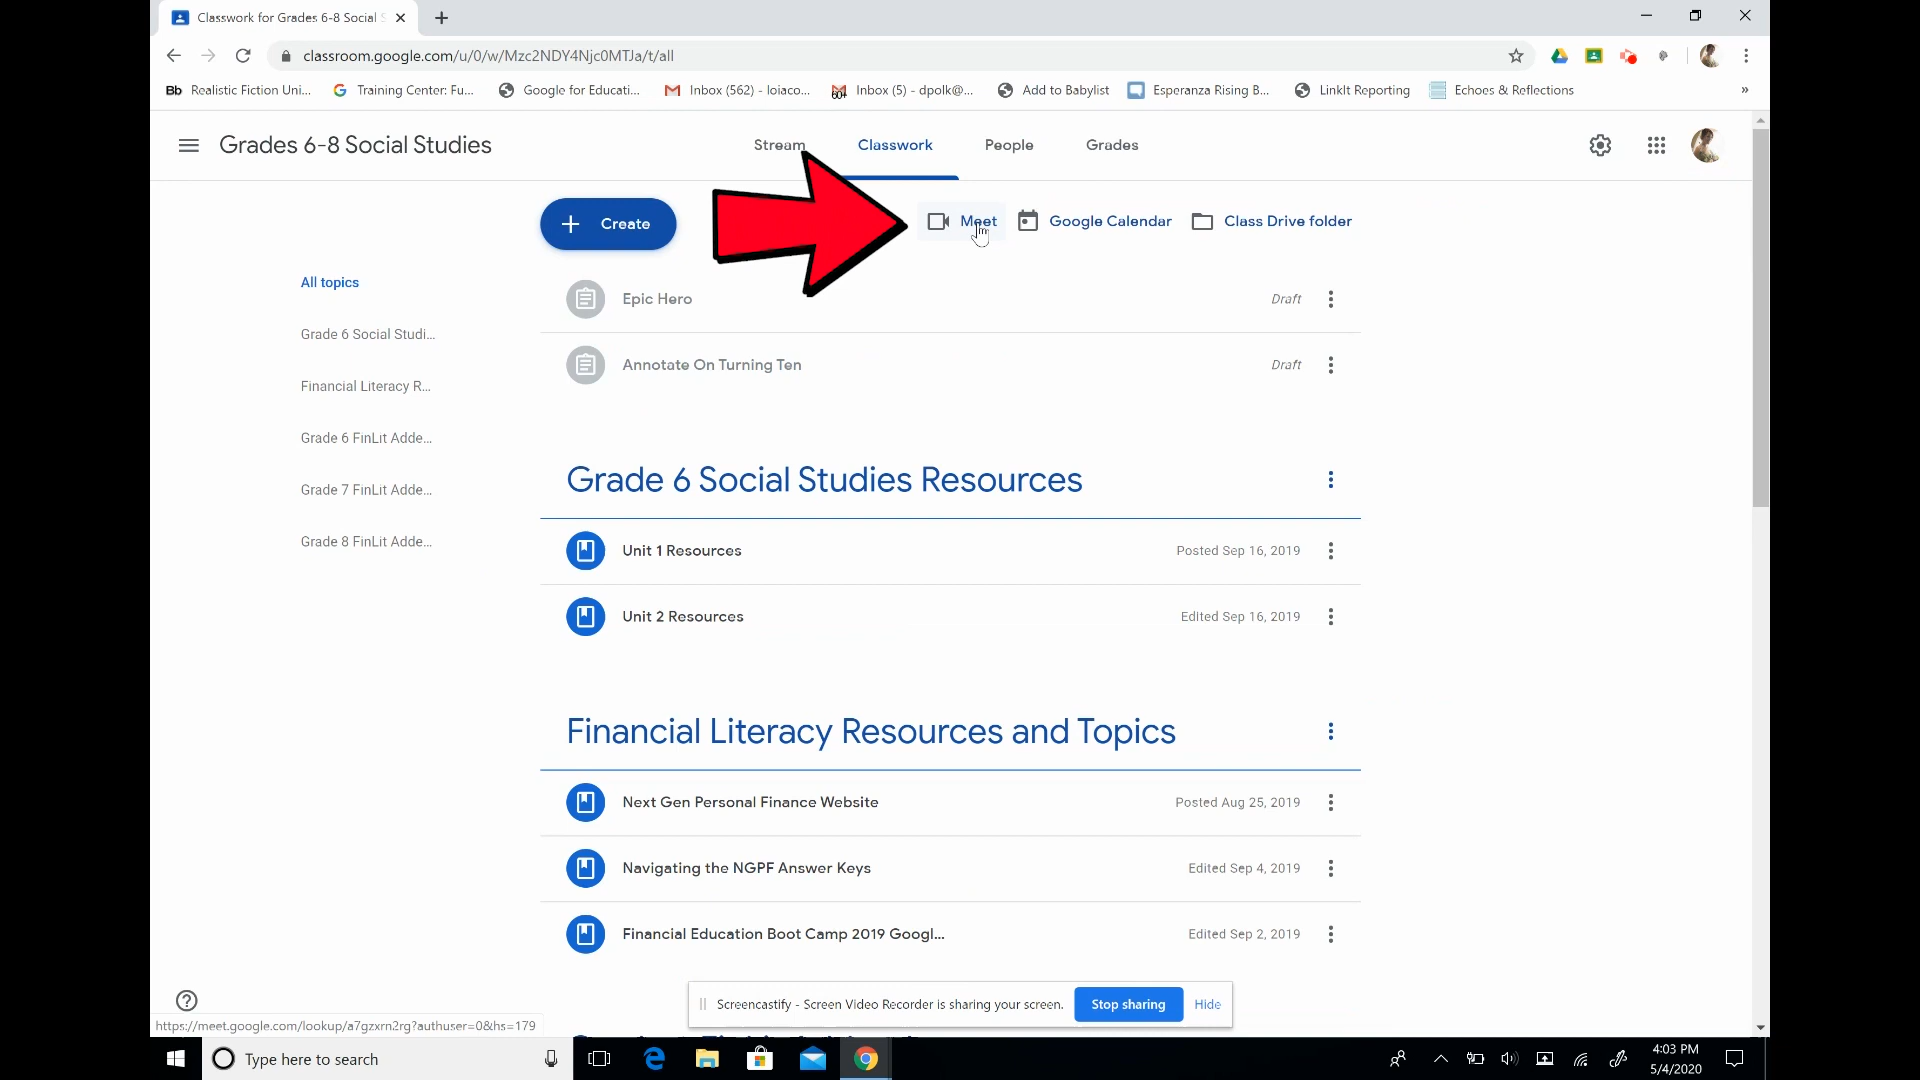 Classwork for Grades 6-8 Social S
classroom.google.com/u/0/w/Mzc2NDY4Njc0MTJa/t/all
Bb Realistic Fiction Uni... Training Center: Fu... Google for Educati... Inbox (562) - loiaco... 60+ Inbox (5) - dpolk@... Add to Babylist Esperanza Rising B... LinkIt Reporting Echoes & Reflections »
Grades 6-8 Social Studies Stream Classwork People Grades
Create Meet Google Calendar Class Drive folder
All topics
Grade 6 Social Studi...
Financial Literacy R...
Grade 6 FinLit Adde...
Grade 7 FinLit Adde...
Grade 8 FinLit Adde...
Epic Hero Draft
Annotate On Turning Ten Draft
Grade 6 Social Studies Resources
Unit 1 Resources Posted Sep 16, 2019
Unit 2 Resources Edited Sep 16, 2019
Financial Literacy Resources and Topics
Next Gen Personal Finance Website Posted Aug 25, 2019
Navigating the NGPF Answer Keys Edited Sep 4, 2019
Financial Education Boot Camp 2019 Googl... Edited Sep 2, 2019
Screencastify - Screen Video Recorder is sharing your screen. Stop sharing Hide
https://meet.google.com/lookup/a7gzxrn2rg?authuser=0&hs=179
Type here to search
4:03 PM
5/4/2020